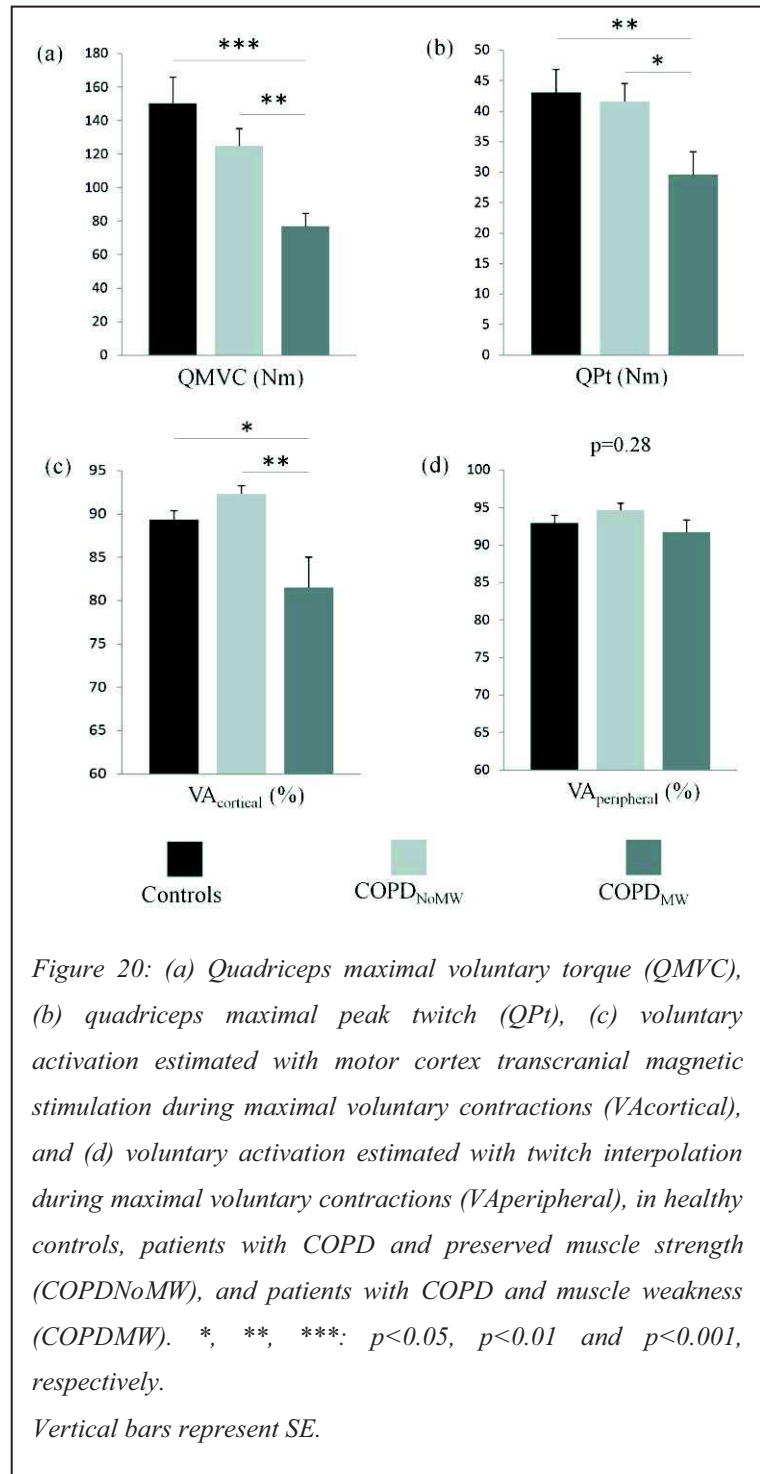 (a)
***
**
180
160
140
120
100
80
60
40
20
0
QMVC (Nm)
(b)
**
*
50
45
40
35
30
25
20
15
10
5
0
QPt (Nm)
(c)
*
**
95
90
85
80
75
70
65
60
VAcortical (%)
(d)
p=0.28
100
95
90
85
80
75
70
65
60
VAperipheral (%)
Controls
COPDNoMW
COPDMW
Figure 20: (a) Quadriceps maximal voluntary torque (QMVC),
(b) quadriceps maximal peak twitch (QPt), (c) voluntary
activation estimated with motor cortex transcranial magnetic
stimulation during maximal voluntary contractions (VAcortical),
and (d) voluntary activation estimated with twitch interpolation
during maximal voluntary contractions (VAperipheral), in healthy
controls, patients with COPD and preserved muscle strength
(COPDNoMW), and patients with COPD and muscle weakness
(COPDMW). *, **, ***: p<0.05, p<0.01 and p<0.001,
respectively.
Vertical bars represent SE.